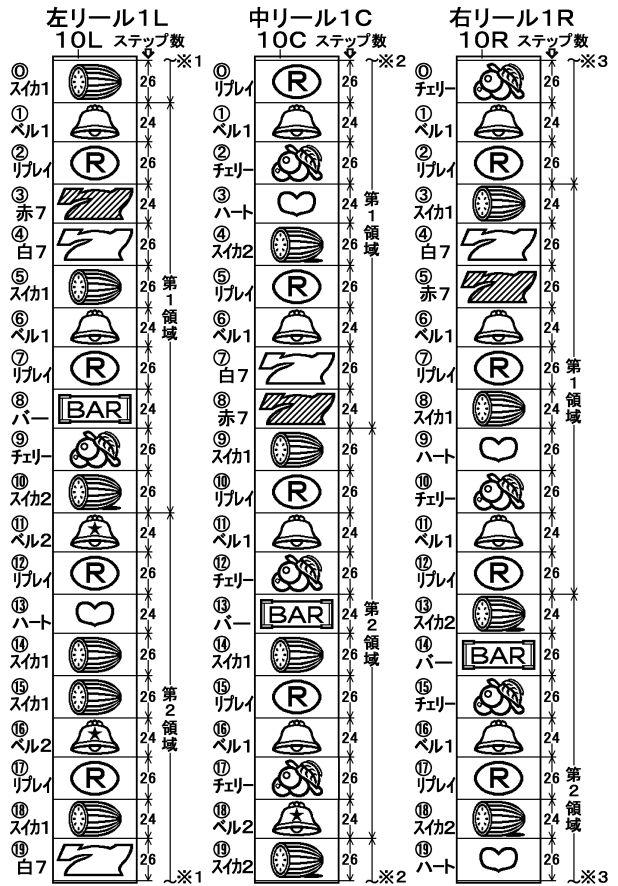 左リール1L
10L ステップ数
～※1
⓪ スイカ1 26
① ベル1 24
② リプレイ R 26
③ 赤7 24
④ 白7 26
⑤ スイカ1 26
⑥ ベル1 24
⑦ リプレイ R 26
⑧ バー BAR 24
⑨ チェリー 26
⑩ スイカ2 26
第1領域
⑪ ベル2 24
⑫ リプレイ R 26
⑬ ハート 24
⑭ スイカ1 26
⑮ スイカ1 26
⑯ ベル2 24
⑰ リプレイ R 26
⑱ スイカ1 26
⑲ 白7 26
第2領域
～※1
中リール1C
10C ステップ数
～※2
⓪ リプレイ R 26
① ベル1 24
② チェリー 26
③ ハート 24
④ スイカ2 26
⑤ リプレイ R 26
⑥ ベル1 24
⑦ 白7 26
⑧ 赤7 24
第1領域
⑨ スイカ1 26
⑩ リプレイ R 26
⑪ ベル1 24
⑫ チェリー 26
⑬ バー BAR 24
⑭ スイカ1 26
⑮ リプレイ R 26
⑯ ベル1 24
⑰ チェリー 26
⑱ ベル2 24
第2領域
⑲ スイカ2 26
～※2
右リール1R
10R ステップ数
～※3
⓪ チェリー 26
① ベル1 24
② リプレイ R 26
③ スイカ1 24
④ 白7 26
⑤ 赤7 26
⑥ ベル1 24
⑦ リプレイ R 26
⑧ スイカ1 24
⑨ ハート 26
⑩ チェリー 26
⑪ ベル1 24
⑫ リプレイ R 26
第1領域
⑬ スイカ2 24
⑭ バー BAR 26
⑮ チェリー 26
⑯ ベル1 24
⑰ リプレイ R 26
⑱ スイカ2 24
⑲ ハート 26
第2領域
～※3